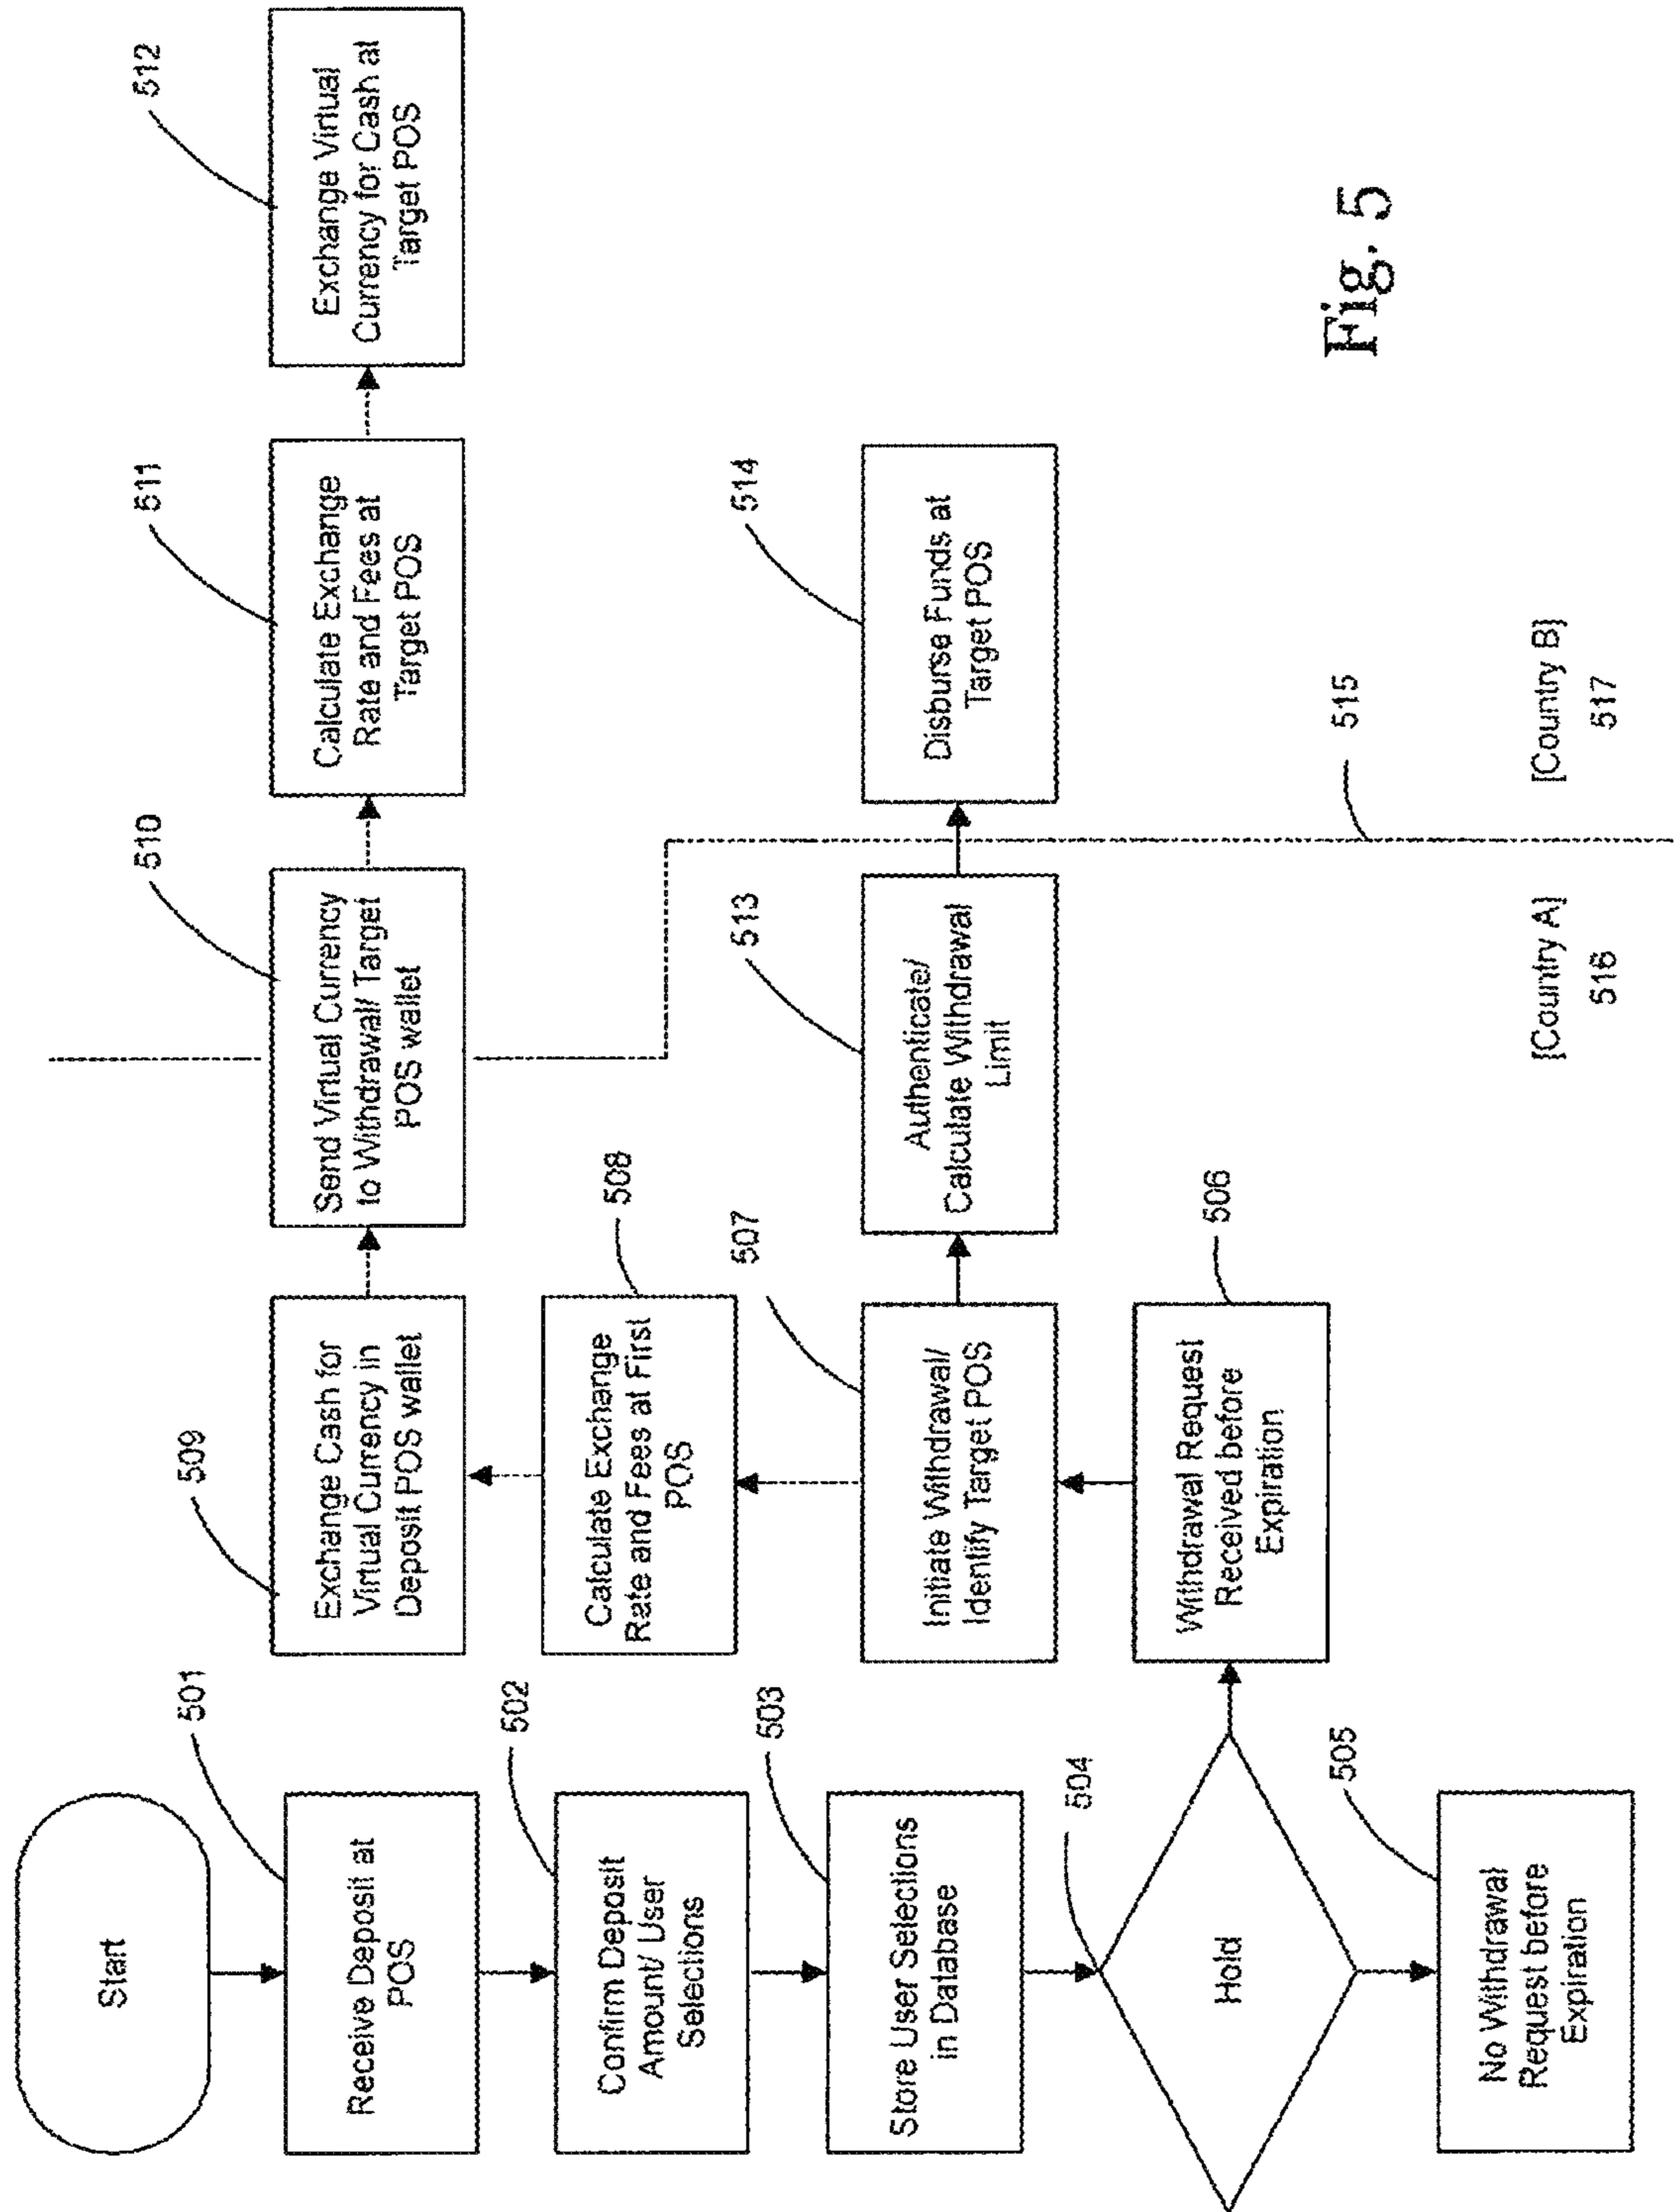 Start
501
Receive Deposit at
POS
502
Confirm Deposit
Amount/ User
Selections
503
Store User Selections
in Database
504
Hold
505
No Withdrawal
Request before
Expiration
506
Withdrawal Request
Received before
Expiration
507
Initiate Withdrawal/
Identify Target POS
508
Calculate Exchange
Rate and Fees at First
POS
509
Exchange Cash for
Virtual Currency in
Deposit POS wallet
510
Send Virtual Currency
to Withdrawal/ Target
POS wallet
511
Calculate Exchange
Rate and Fees at
Target POS
512
Exchange Virtual
Currency for Cash at
Target POS
513
Authenticate/
Calculate Withdrawal
Limit
514
Disburse Funds at
Target POS
515
[Country A]
516
[Country B]
517
Fig. 5